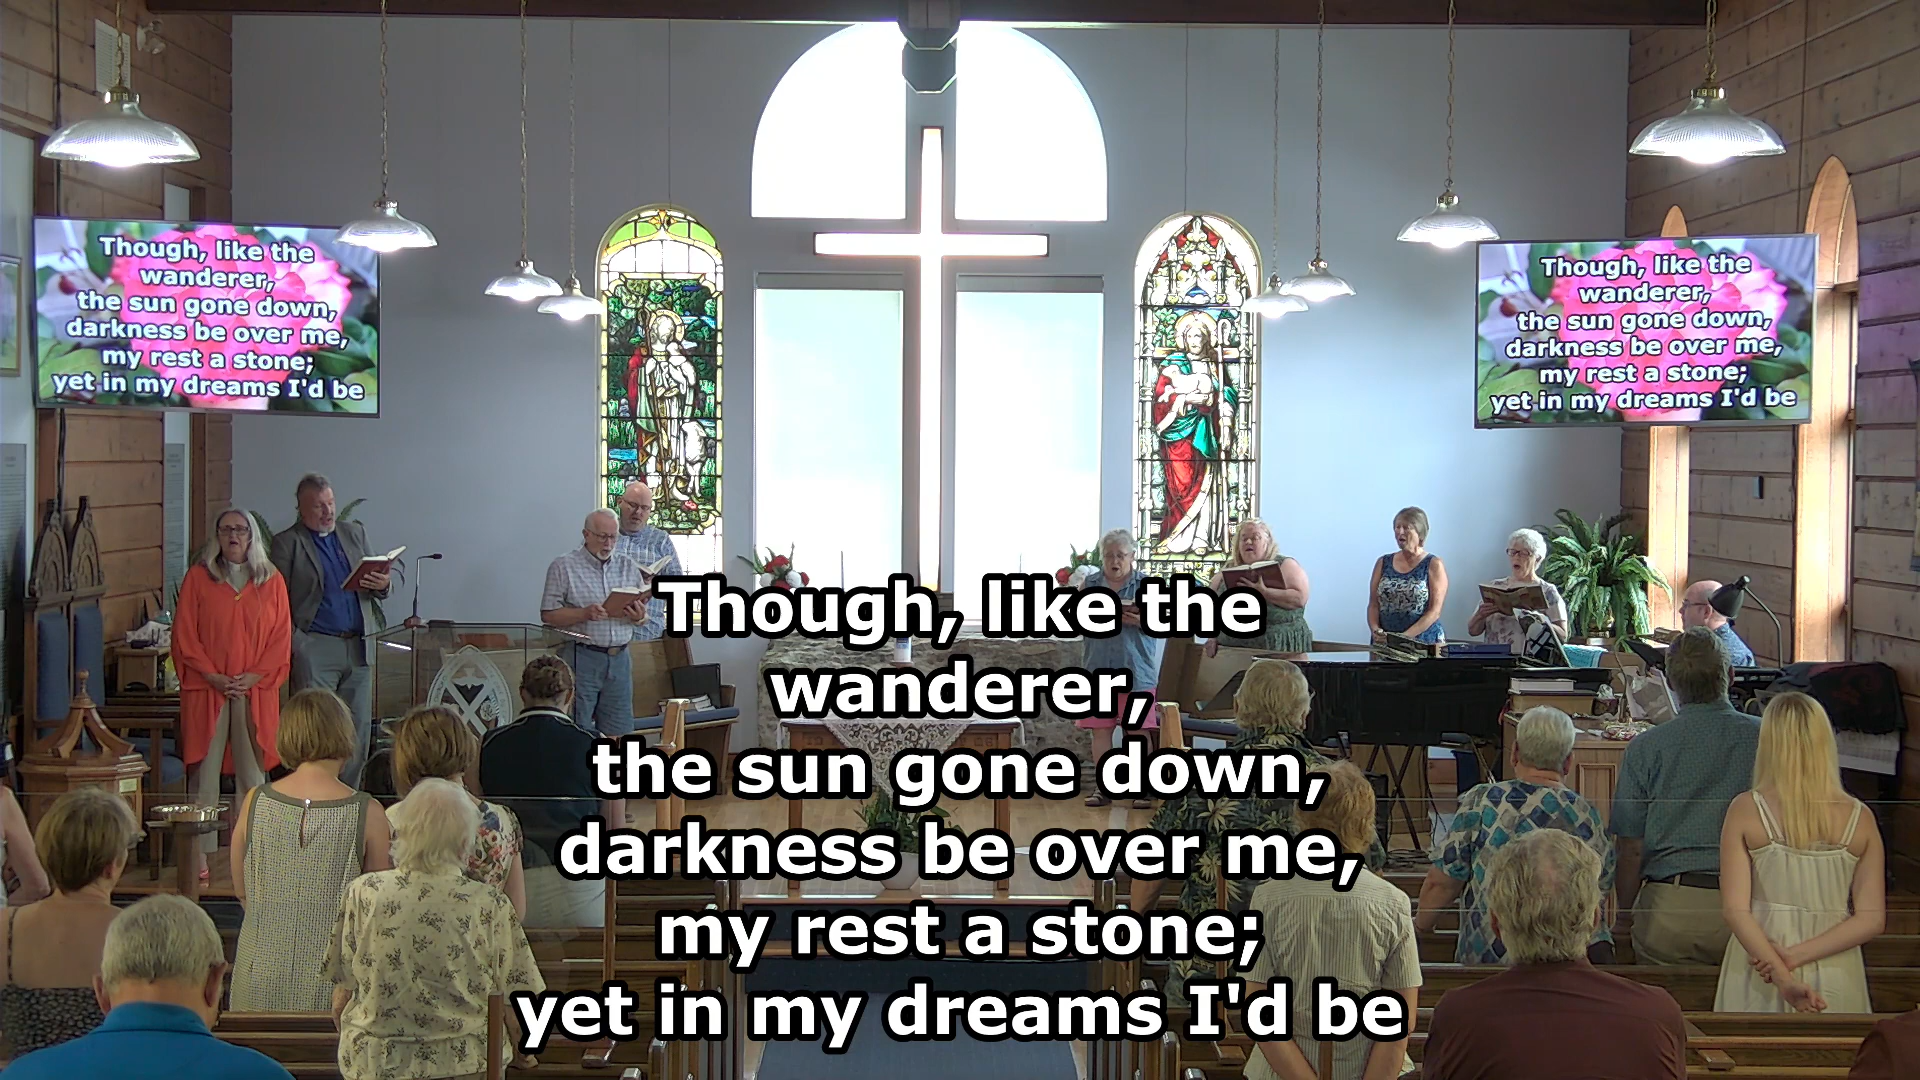 Though, like the
wanderer,
the sun gone down,
darkness be over me,
my rest a stone;
yet in my dreams I'd be
Though, like the
wanderer,
the sun gone down,
darkness be over me,
my rest a stone;
yet in my dreams I'd be
Though, like the
wanderer,
the sun gone down,
darkness be over me,
my rest a stone;
yet in my dreams I'd be